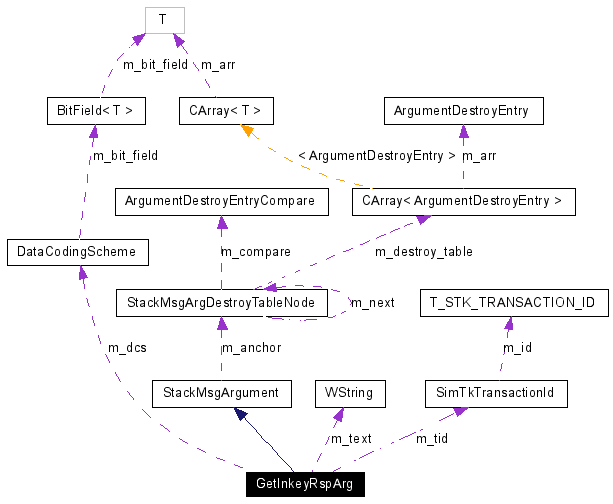 T
m_bit_field
m_arr
BitField< T >
CArray< T >
ArgumentDestroyEntry
m_bit_field
< ArgumentDestroyEntry >
m_arr
ArgumentDestroyEntryCompare
CArray< ArgumentDestroyEntry >
DataCodingScheme
m_compare
m_destroy_table
StackMsgArgDestroyTableNode
m_next
T_STK_TRANSACTION_ID
m_dcs
m_anchor
m_id
StackMsgArgument
WString
SimTkTransactionId
m_text
m_tid
GetInkeyRspArg